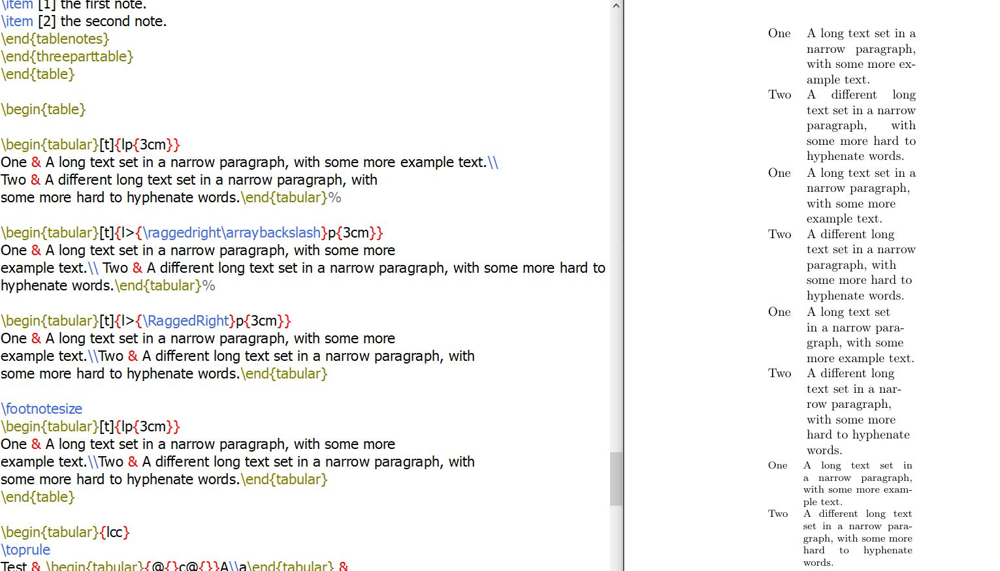 \item [1] the first note.
\item [2] the second note.
\end{tablenotes}
\end{threeparttable}
\end{table}
\begin{table}
\begin{tabular}[t]{lp{3cm}}
One & A long text set in a narrow paragraph, with some more example text.\\
Two & A different long text set in a narrow paragraph, with
some more hard to hyphenate words.\end{tabular}%
\begin{tabular}[t]{l>{\raggedright\arraybackslash}p{3cm}}
One & A long text set in a narrow paragraph, with some more
example text.\\ Two & A different long text set in a narrow paragraph, with some more hard to
hyphenate words.\end{tabular}%
\begin{tabular}[t]{l>{\RaggedRight}p{3cm}}
One & A long text set in a narrow paragraph, with some more
example text.\\Two & A different long text set in a narrow paragraph, with
some more hard to hyphenate words.\end{tabular}
\footnotesize
\begin{tabular}[t]{lp{3cm}}
One & A long text set in a narrow paragraph, with some more
example text.\\Two & A different long text set in a narrow paragraph, with
some more hard to hyphenate words.\end{tabular}
\end{table}
\begin{tabular}{lcc}
\toprule
Test & \begin{tabular}{@{}c@{}}A\\a\end{tabular} &
One A long text set in a
narrow paragraph,
with some more ex-
ample text.
Two A different long
text set in a narrow
paragraph, with
some more hard to
hyphenate words.
One A long text set in a
narrow paragraph,
with some more
example text.
Two A different long
text set in a narrow
paragraph, with
some more hard to
hyphenate words.
One A long text set
in a narrow para-
graph, with some
more example text.
Two A different long
text set in a nar-
row paragraph,
with some more
hard to hyphenate
words.
One A long text set in
a narrow paragraph,
with some more exam-
ple text.
Two A different long text
set in a narrow para-
graph, with some more
hard to hyphenate
words.